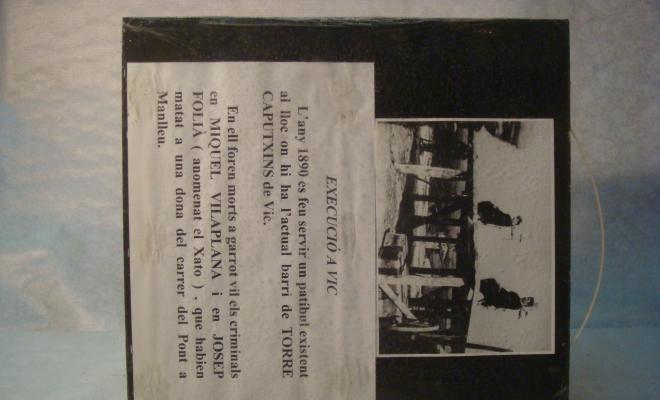 EXECUCIÓ A VIC
L'any 1890 es feu servir un patíbul existent
al lloc on hi ha l'actual barri de TORRE
CAPUTXINS de Vic.
En ell foren morts a garrot vil els criminals
en MIQUEL VILAPLANA i en JOSEP
FOLIÀ ( anomenat el Xato ) , que habien
matat a una dona del carrer del Pont a
Manlleu.